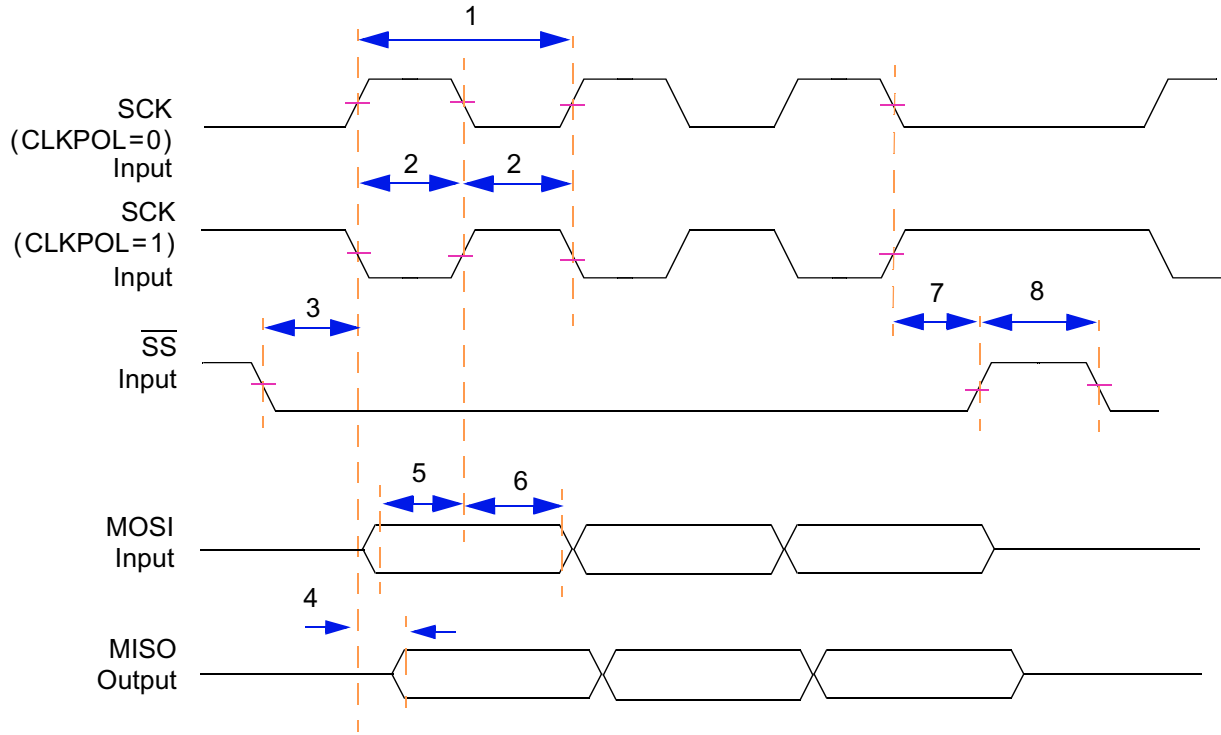 1
SCK
(CLKPOL=0)
Input
2 2
SCK
(CLKPOL=1)
Input
3
7 8
SS
Input
5 6
MOSI
Input
4
MISO
Output